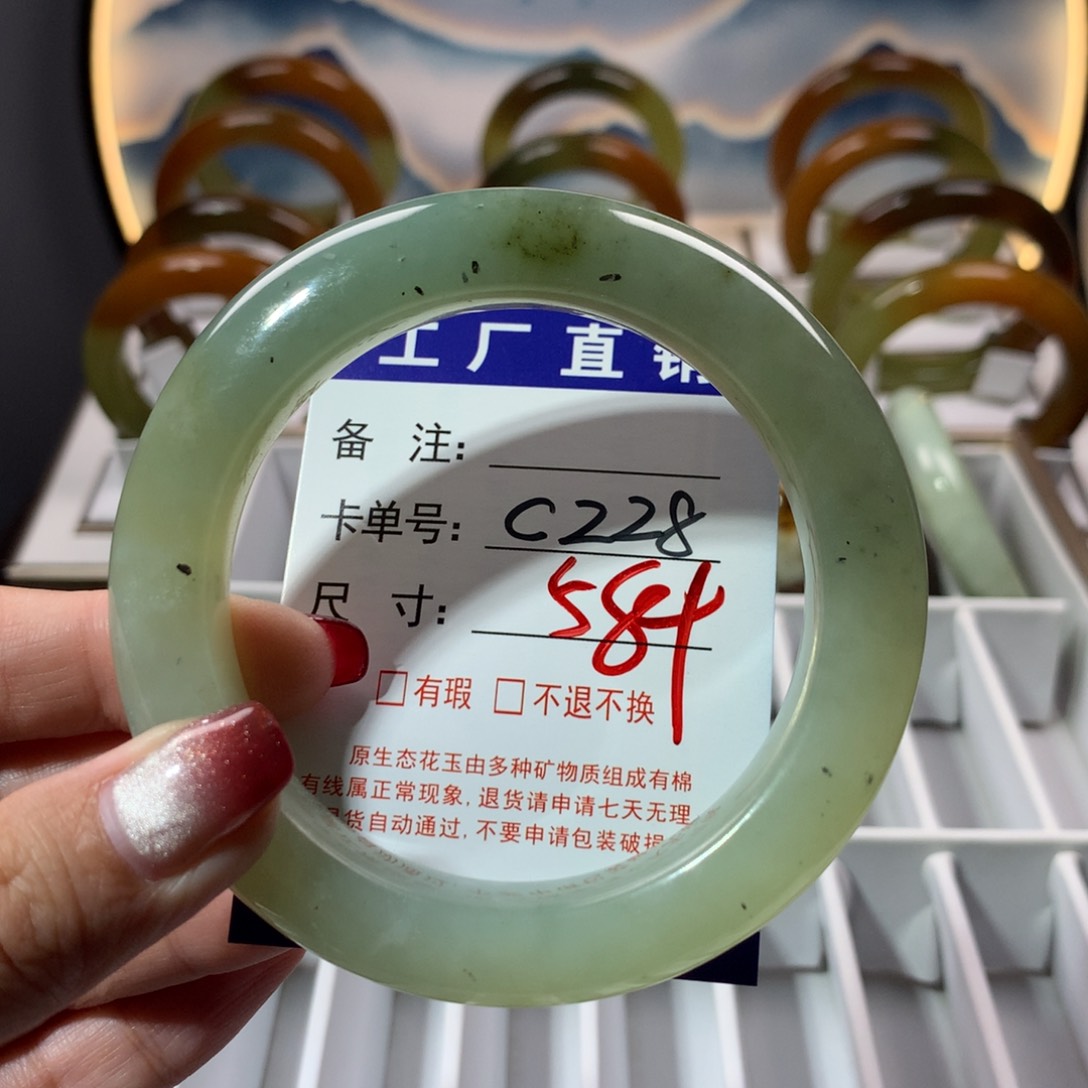 工厂直销
备 注:
卡单号: C228
尺 寸: 584
□有瑕 □不退不换
原生态花玉由多种矿物质组成有棉
有线属正常现象,退货请申请七天无理
退货自动通过,不要申请包装破损